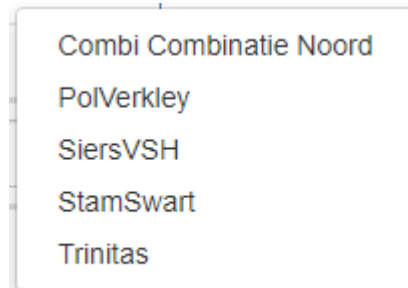 Combi Combinatie Noord
PolVerkley
SiersVSH
StamSwart
Trinitas